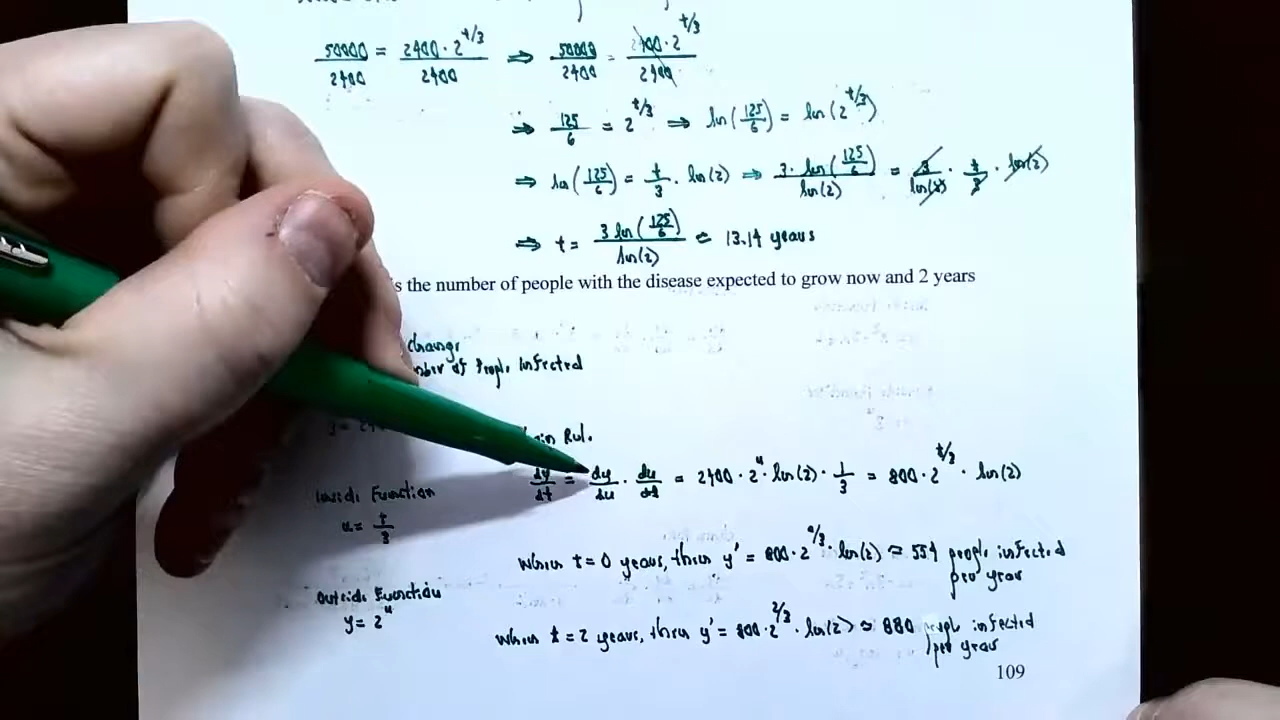 50000/2400 = 2400·2^(t/3)/2400 ⇒ 50000/2400 = 2400·2^(t/3)/2400
⇒ 125/6 = 2^(t/3) ⇒ ln(125/6) = ln(2^(t/3))
⇒ ln(125/6) = t/3 · ln(2) ⇒ 3·ln(125/6)/ln(2) = 3/ln(2) · t/3 · ln(2)
⇒ t = 3 ln(125/6)/ln(2) ≈ 13.14 years
s the number of people with the disease expected to grow now and 2 years
change
of people infected
Rule
dy/dt = dy/du · du/dt = 2400·2^u·ln(2)·1/3 = 800·2^(t/3)·ln(2)
Inside Function
u = t/3
When t=0 years, then y' = 800·2^(0/3)·ln(2) ≈ 554 people infected
per year
Outside Function
y = 2^u
When t=2 years, then y' = 800·2^(2/3)·ln(2) ≈ 880 people infected
per year
109